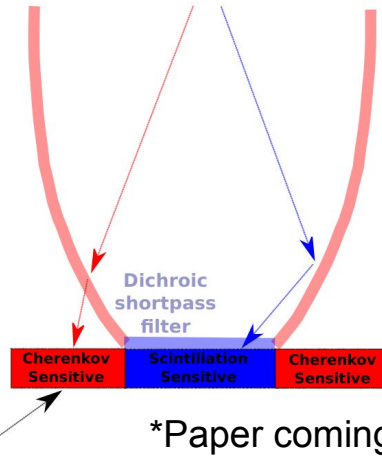 Dichroic
shortpass
filter
Cherenkov Scintillation Cherenkov
Sensitive Sensitive Sensitive
*Paper coming